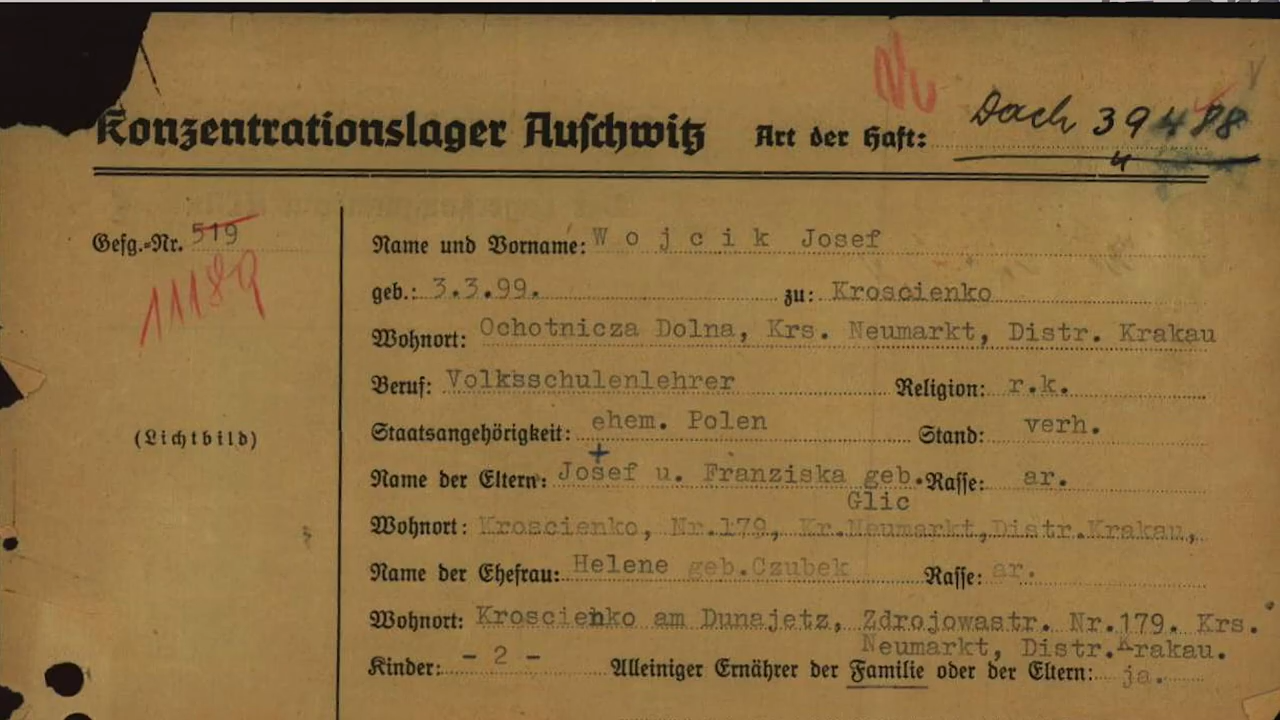 Konzentrationslager Auschwitz Art der Haft: Dach 39488
Gefg.-Nr. 519
11189
Name und Vorname: Wojcik Josef
geb.: 3.3.99. zu: Kroscienko
Wohnort: Ochotnicza Dolna, Krs. Neumarkt, Distr. Krakau
Beruf: Volksschulenlehrer Religion: r.k.
(Lichtbild)
Staatsangehörigkeit: ehem. Polen Stand: verh.
Name der Eltern: Josef u. Franziska geb. Rasse: ar.
Glic
Wohnort: Kroscienko, Nr.179, Kr.Neumarkt,Distr.Krakau,
Name der Ehefrau: Helene geb.Czubek Rasse: ar.
Wohnort: Kroscienko am Dunajetz, Zdrojowastr. Nr.179. Krs.
Neumarkt, Distr.Krakau.
Kinder: - 2 - Alleiniger Ernährer der Familie oder der Eltern: ja.